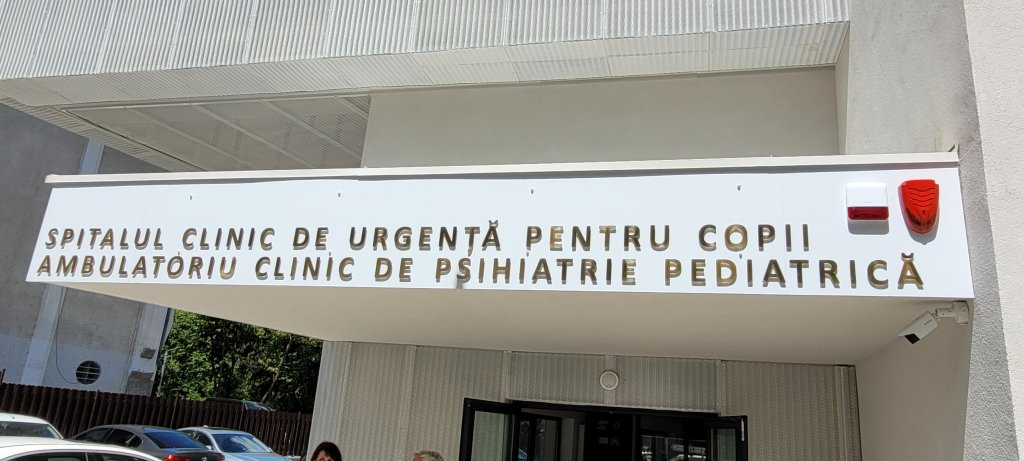 SPITALUL CLINIC DE URGENȚĂ PENTRU COPII
AMBULATORIU CLINIC DE PSIHIATRIE PEDIATRICĂ